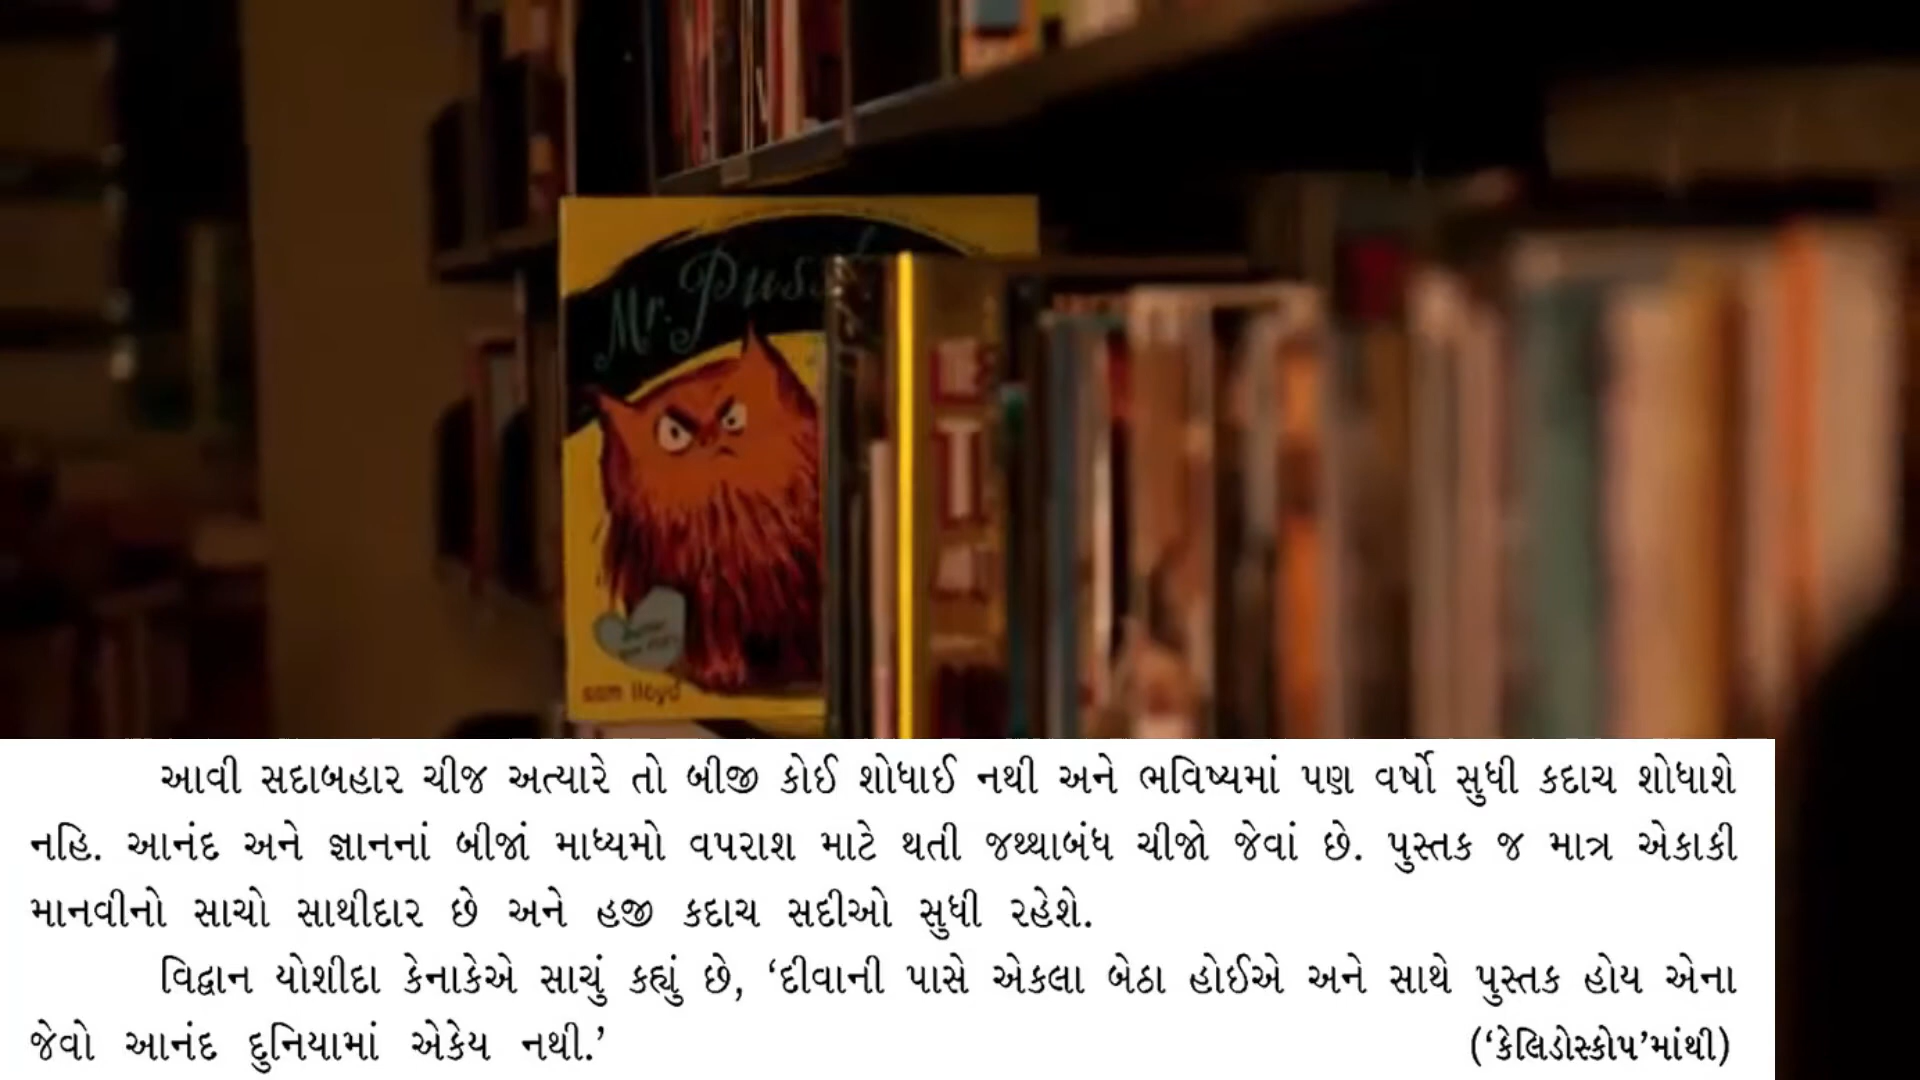 Mr. Pusskins
sam lloyd
આવી સદાબહાર ચીજ અત્યારે તો બીજી કોઈ શોધાઈ નથી અને ભવિષ્યમાં પણ વર્ષો સુધી કદાચ શોધાશે
નહિ. આનંદ અને જ્ઞાનનાં બીજાં માધ્યમો વપરાશ માટે થતી જથ્થાબંધ ચીજો જેવાં છે. પુસ્તક જ માત્ર એકાકી
માનવીનો સાચો સાથીદાર છે અને હજી કદાચ સદીઓ સુધી રહેશે.
વિદ્વાન યોશીદા કેનાકેએ સાચું કહ્યું છે, ‘દીવાની પાસે એકલા બેઠા હોઈએ અને સાથે પુસ્તક હોય એના
જેવો આનંદ દુનિયામાં એકેય નથી.’
(‘કેલિડોસ્કોપ’માંથી)